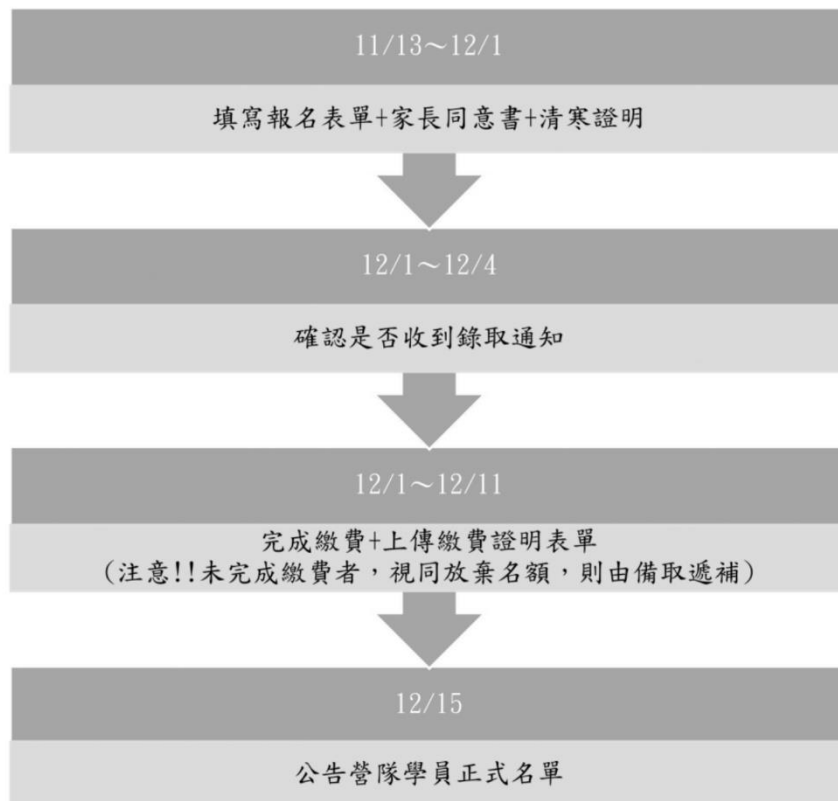 11/13～12/1
填寫報名表單+家長同意書+清寒證明
12/1～12/4
確認是否收到錄取通知
12/1～12/11
完成繳費+上傳繳費證明表單
(注意!!未完成繳費者，視同放棄名額，則由備取遞補)
12/15
公告營隊學員正式名單